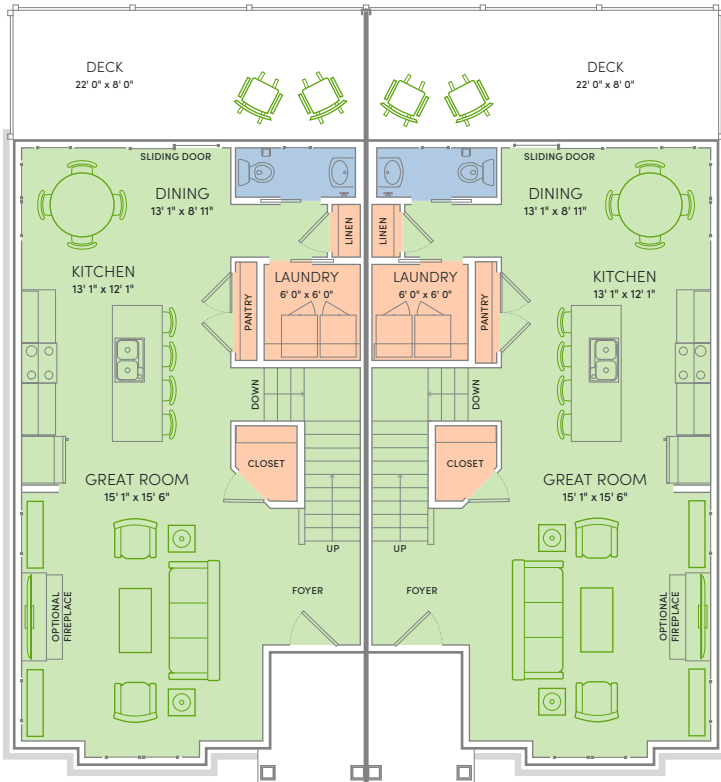 DECK
22' 0" x 8' 0"
DECK
22' 0" x 8' 0"
SLIDING DOOR
SLIDING DOOR
DINING
13' 1" x 8' 11"
DINING
13' 1" x 8' 11"
LINEN
LINEN
KITCHEN
13' 1" x 12' 1"
LAUNDRY
6' 0" x 6' 0"
LAUNDRY
6' 0" x 6' 0"
KITCHEN
13' 1" x 12' 1"
PANTRY
PANTRY
DOWN
DOWN
CLOSET
CLOSET
GREAT ROOM
15' 1" x 15' 6"
GREAT ROOM
15' 1" x 15' 6"
UP
UP
FOYER
FOYER
OPTIONAL
FIREPLACE
OPTIONAL
FIREPLACE